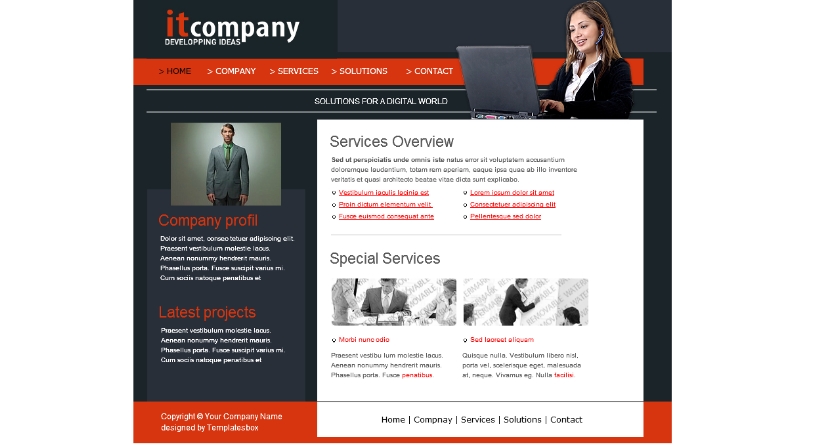 itcompany
DEVELOPPING IDEAS
> HOME > COMPANY > SERVICES > SOLUTIONS > CONTACT
SOLUTIONS FOR A DIGITAL WORLD
Company profil
Dolor sit amet, conseo tetuer adipiscing elit.
Praesent vestibulum molestie lacus.
Aenean nonummy hendrerit mauris.
Phasellus porta. Fusce suscipit varius mi.
Cum sociis natoque penatibus et
Latest projects
Praesent vestibulum molestie lacus.
Aenean nonummy hendrerit mauris.
Phasellus porta. Fusce suscipit varius mi.
Cum sociis natoque penatibus et
Services Overview
Sed ut perspiciatis unde omnis iste natus error sit voluptatem accusantium
doloremque laudantium, totam rem aperiam, eaque ipsa quae ab illo inventore
veritatis et quasi architecto beatae vitae dicta sunt explicabo.
Vestibulum iaculis lacinia est
Proin dictum elementum velit.
Fusce euismod consequat ante
Lorem ipsum dolor sit amet
Consectetuer adipiscing elit
Pellentesque sed dolor
Special Services
Morbi nunc odio
Praesent vestibu lum molestie lacus.
Aenean nonummy hendrerit mauris.
Phasellus porta. Fusce penatibus.
Sed laoreet aliquam
Quisque nulla. Vestibulum libero nisl,
porta vel, scelerisque eget, malesuada
at, neque. Vivamus eg. Nulla facilisi.
Copyright © Your Company Name
designed by Templatesbox
Home | Compnay | Services | Solutions | Contact